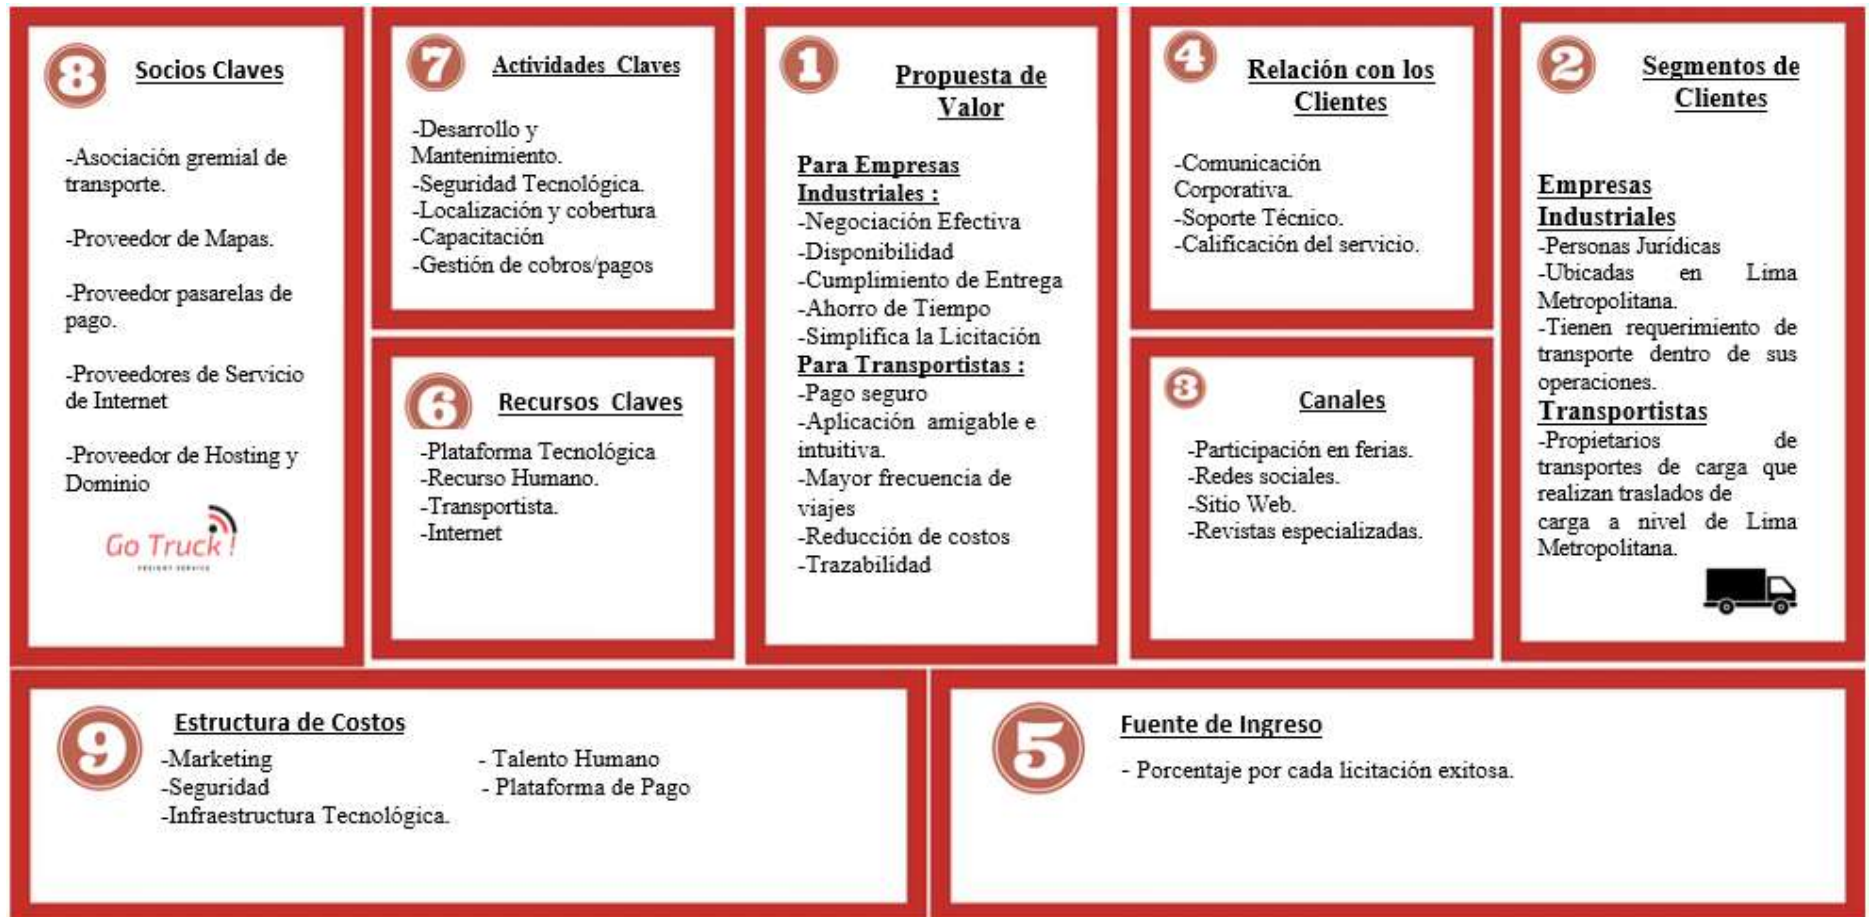 8
Socios Claves
-Asociación gremial de
transporte.
-Proveedor de Mapas.
-Proveedor pasarelas de
pago.
-Proveedores de Servicio
de Internet
-Proveedor de Hosting y
Dominio
Go Truck !
FREIGHT SERVICE
7
Actividades Claves
-Desarrollo y
Mantenimiento.
-Seguridad Tecnológica.
-Localización y cobertura
-Capacitación
-Gestión de cobros/pagos
6
Recursos Claves
-Plataforma Tecnológica
-Recurso Humano.
-Transportista.
-Internet
1
Propuesta de
Valor
Para Empresas
Industriales :
-Negociación Efectiva
-Disponibilidad
-Cumplimiento de Entrega
-Ahorro de Tiempo
-Simplifica la Licitación
Para Transportistas :
-Pago seguro
-Aplicación amigable e
intuitiva.
-Mayor frecuencia de
viajes
-Reducción de costos
-Trazabilidad
4
Relación con los
Clientes
-Comunicación
Corporativa.
-Soporte Técnico.
-Calificación del servicio.
3
Canales
-Participación en ferias.
-Redes sociales.
-Sitio Web.
-Revistas especializadas.
2
Segmentos de
Clientes
Empresas
Industriales
-Personas Jurídicas
-Ubicadas en Lima
Metropolitana.
-Tienen requerimiento de
transporte dentro de sus
operaciones.
Transportistas
-Propietarios de
transportes de carga que
realizan traslados de
carga a nivel de Lima
Metropolitana.
9
Estructura de Costos
-Marketing
-Seguridad
-Infraestructura Tecnológica.
- Talento Humano
- Plataforma de Pago
5
Fuente de Ingreso
- Porcentaje por cada licitación exitosa.